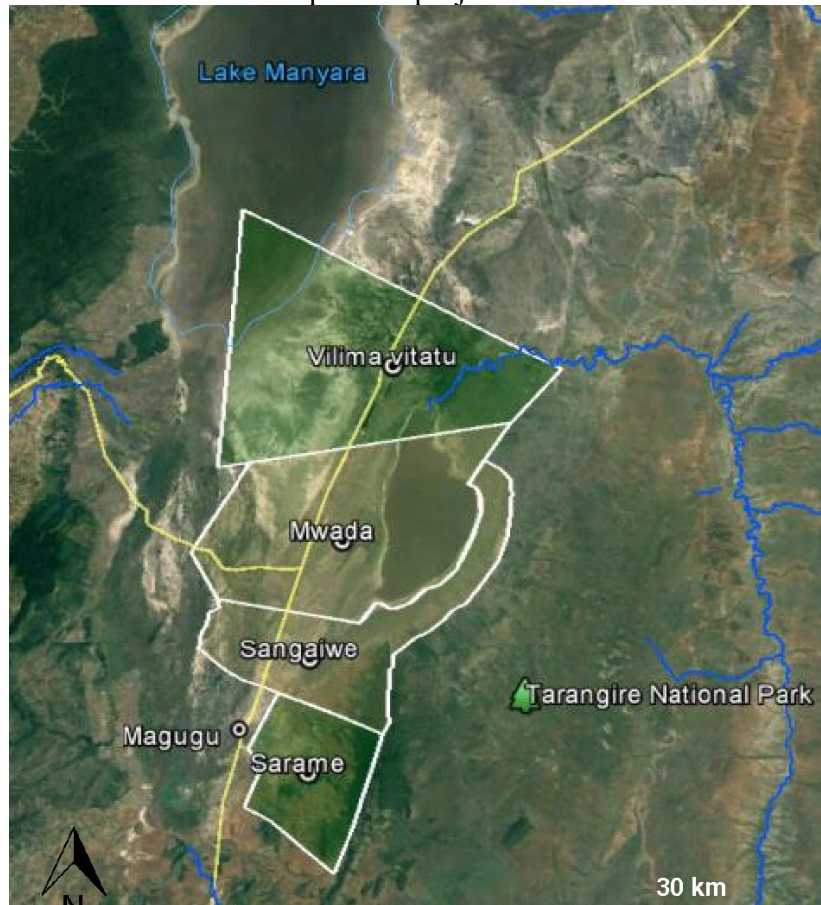 Lake Manyara
Vilima vitatu
Mwada
Sangaiwe
Tarangire National Park
Magugu
Sarame
N
30 km